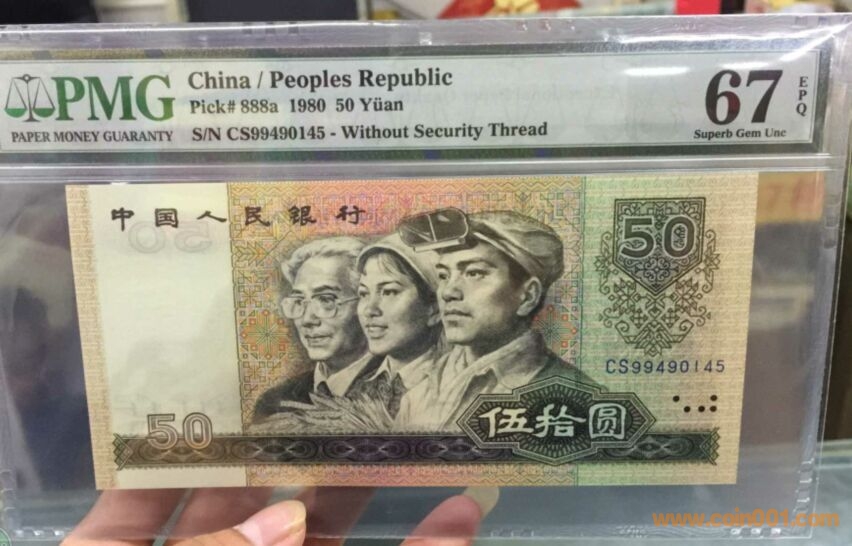 PMG
PAPER MONEY GUARANTY
China / Peoples Republic
Pick# 888a 1980 50 Yüan
S/N CS99490145 - Without Security Thread
67
EPQ
Superb Gem Unc
中国人民银行
50
CS99490145
50
伍拾圆
www.coin001.com